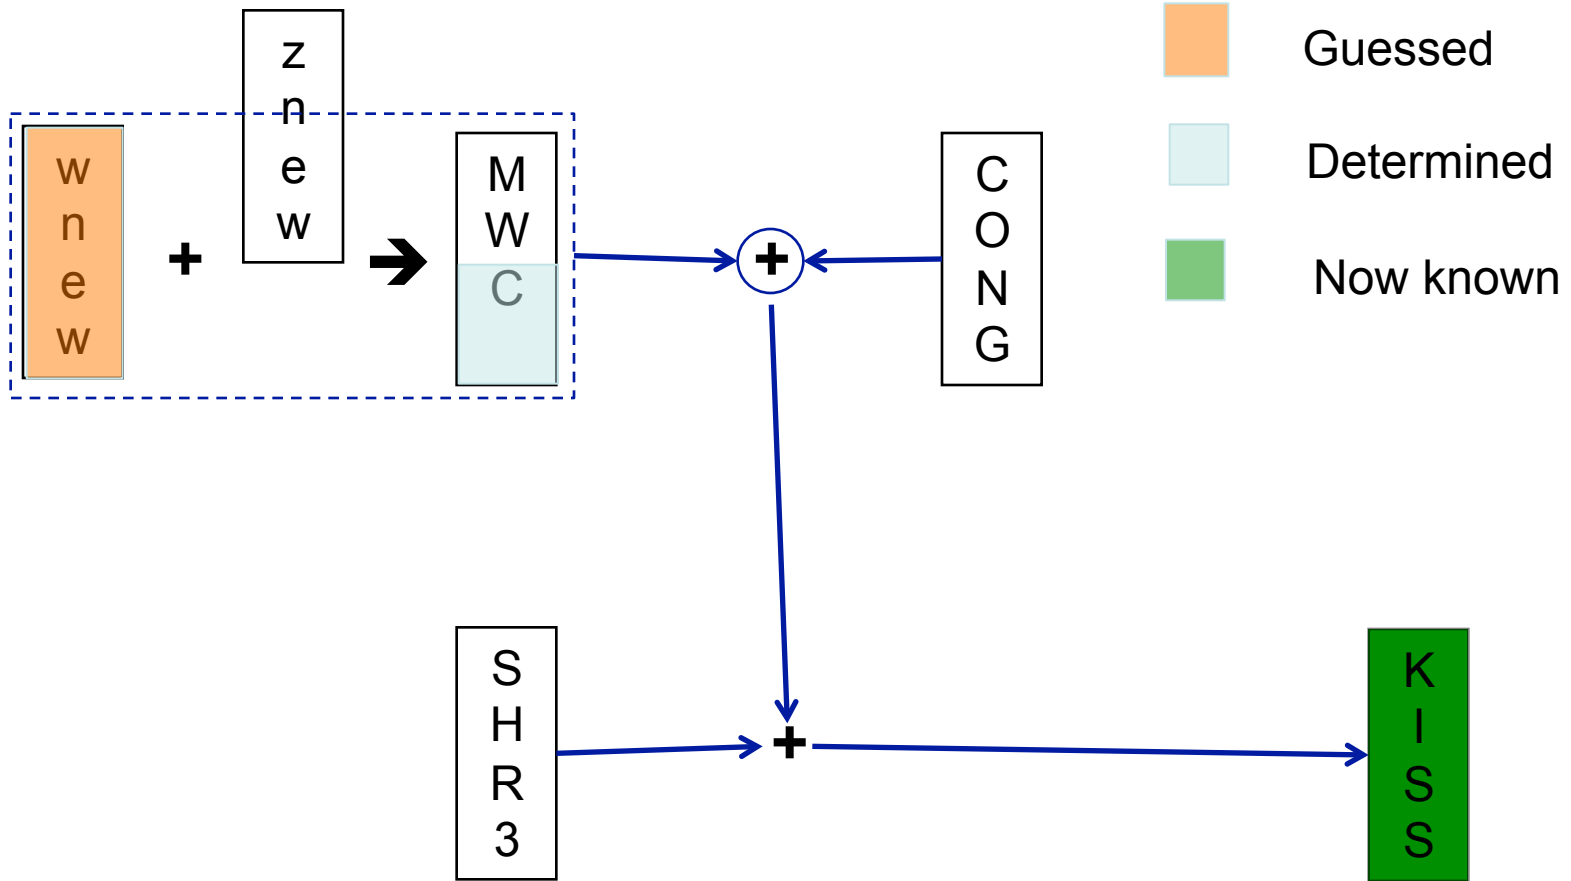 z
n
e
w
w
n
e
w
+
➔
M
W
C
+
C
O
N
G
Guessed
Determined
Now known
S
H
R
3
+
K
I
S
S